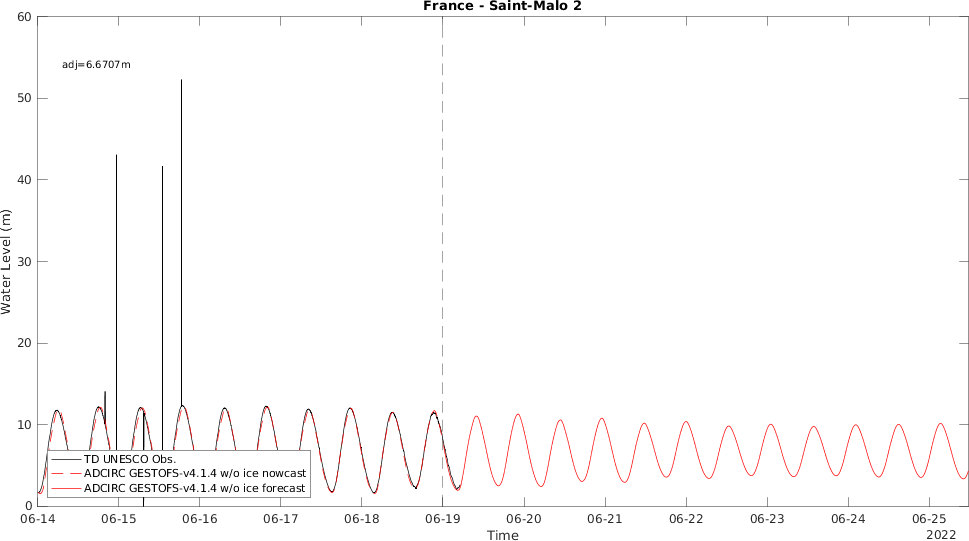 France - Saint-Malo 2
60
adj=6.6707m
50
40
30
20
10
0
Water Level (m)
TD UNESCO Obs.
ADCIRC GESTOFS-v4.1.4 w/o ice nowcast
ADCIRC GESTOFS-v4.1.4 w/o ice forecast
06-14 06-15 06-16 06-17 06-18 06-19 06-20 06-21 06-22 06-23 06-24 06-25
Time
2022